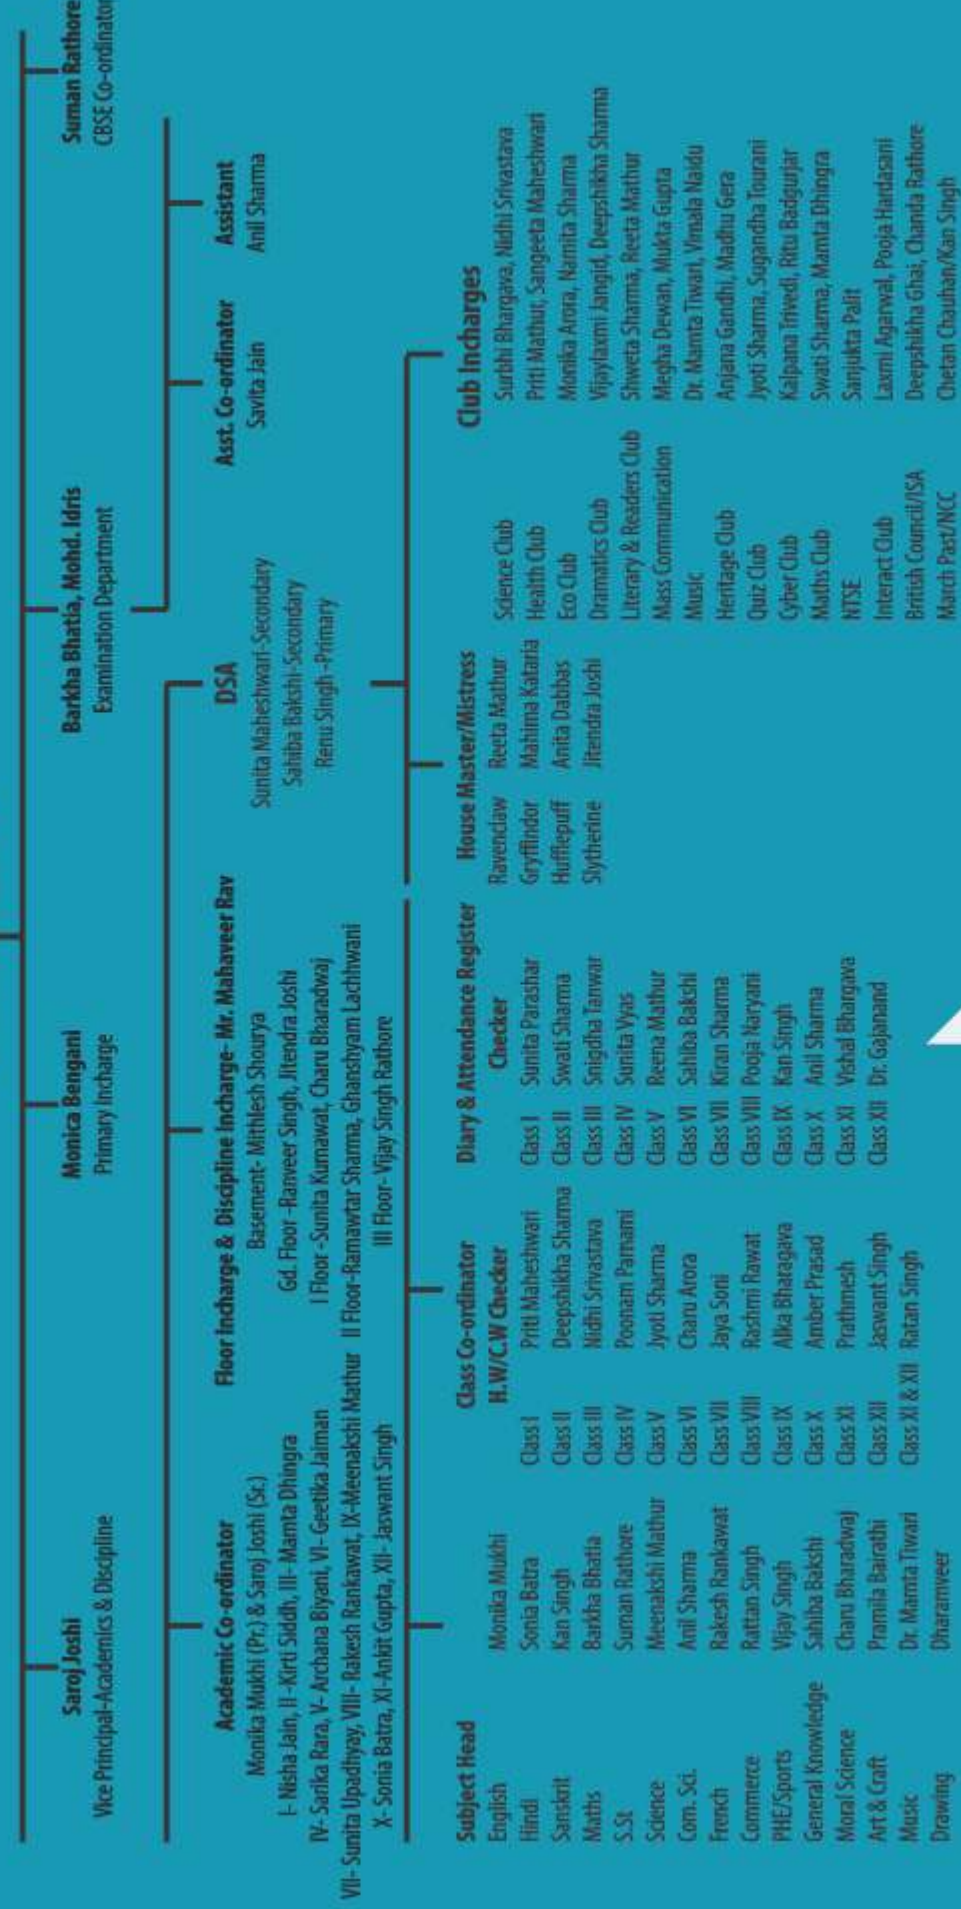 Saroj Joshi
Vice Principal-Academics & Discipline
Monica Bengani
Primary Incharge
Barkha Bhatia, Mohd. Idris
Examination Department
Suman Rathore
CBSE Co-ordinator
Academic Co-ordinator
Monika Mukhi (Pr.) & Saroj Joshi (Sr.)
I- Nisha Jain, II -Kirti Siddh, III- Mamta Dhingra
IV- Sarika Rara, V- Archana Biyani, VI- Geetika Jaiman
VII- Sunita Upadhyay, VIII- Rakesh Rankawat, IX-Meenakshi Mathur
X- Sonia Batra, XI-Ankit Gupta, XII- Jaswant Singh
Floor Incharge & Discipline Incharge- Mr. Mahaveer Rav
Basement- Mithlesh Shourya
Gd. Floor -Ranveer Singh, Jitendra Joshi
I Floor -Sunita Kumawat, Charu Bharadwaj
II Floor-Ramawtar Sharma, Ghanshyam Lachhwani
III Floor- Vijay Singh Rathore
DSA
Sunita Maheshwari-Secondary
Sahiba Bakshi-Secondary
Renu Singh -Primary
Asst. Co-ordinator
Savita Jain
Assistant
Anil Sharma
Subject Head
English Monika Mukhi
Hindi Sonia Batra
Sanskrit Kan Singh
Maths Barkha Bhatia
S.St Suman Rathore
Science Meenakshi Mathur
Com. Sci. Anil Sharma
French Rakesh Rankawat
Commerce Rattan Singh
PHE/Sports Vijay Singh
General Knowledge Sahiba Bakshi
Moral Science Charu Bharadwaj
Art & Craft Pramila Bairathi
Music Dr. Mamta Tiwari
Drawing Dharamveer
Class Co-ordinator
H.W/C.W Checker
Class I Priti Maheshwari
Class II Deepshikha Sharma
Class III Nidhi Srivastava
Class IV Poonam Parnami
Class V Jyoti Sharma
Class VI Charu Arora
Class VII Jaya Soni
Class VIII Rashmi Rawat
Class IX Alka Bharagava
Class X Amber Prasad
Class XI Prathmesh
Class XII Jaswant Singh
Class XI & XII Ratan Singh
Diary & Attendance Register
Checker
Class I Sunita Parashar
Class II Swati Sharma
Class III Snigdha Tanwar
Class IV Sunita Vyas
Class V Reena Mathur
Class VI Sahiba Bakshi
Class VII Kiran Sharma
Class VIII Pooja Naryani
Class IX Kan Singh
Class X Anil Sharma
Class XI Vishal Bhargava
Class XII Dr. Gajanand
House Master/Mistress
Ravenclaw Reeta Mathur
Gryffindor Mahima Kataria
Hufflepuff Anita Dabbas
Slytherine Jitendra Joshi
Club Incharges
Science Club Surbhi Bhargava, Nidhi Srivastava
Health Club Priti Mathur, Sangeeta Maheshwari
Eco Club Monika Arora, Namita Sharma
Dramatics Club Vijaylaxmi Jangid, Deepshikha Sharma
Literary & Readers Club Shweta Sharma, Reeta Mathur
Mass Communication Megha Dewan, Mukta Gupta
Music Dr. Mamta Tiwari, Vimala Naidu
Heritage Club Anjana Gandhi, Madhu Gera
Quiz Club Jyoti Sharma, Sugandha Tourani
Cyber Club Kalpana Trivedi, Ritu Badgurjar
Maths Club Swati Sharma, Mamta Dhingra
NTSE Sanjukta Palit
Interact Club Laxmi Agarwal, Pooja Hardasani
British Council/ISA Deepshikha Ghai, Chanda Rathore
March Past/NCC Chetan Chauhan/Kan Singh